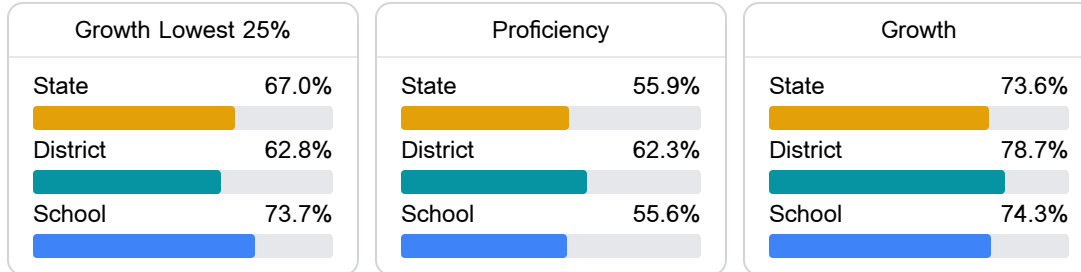 Growth Lowest 25%
State 67.0%
District 62.8%
School 73.7%
Proficiency
State 55.9%
District 62.3%
School 55.6%
Growth
State 73.6%
District 78.7%
School 74.3%